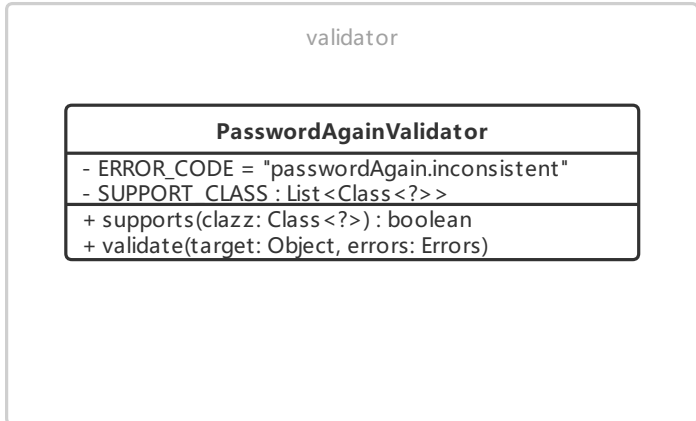 validator
PasswordAgainValidator
- ERROR_CODE = "passwordAgain.inconsistent"
- SUPPORT_CLASS : List<Class<?>>
+ supports(clazz: Class<?>) : boolean
+ validate(target: Object, errors: Errors)